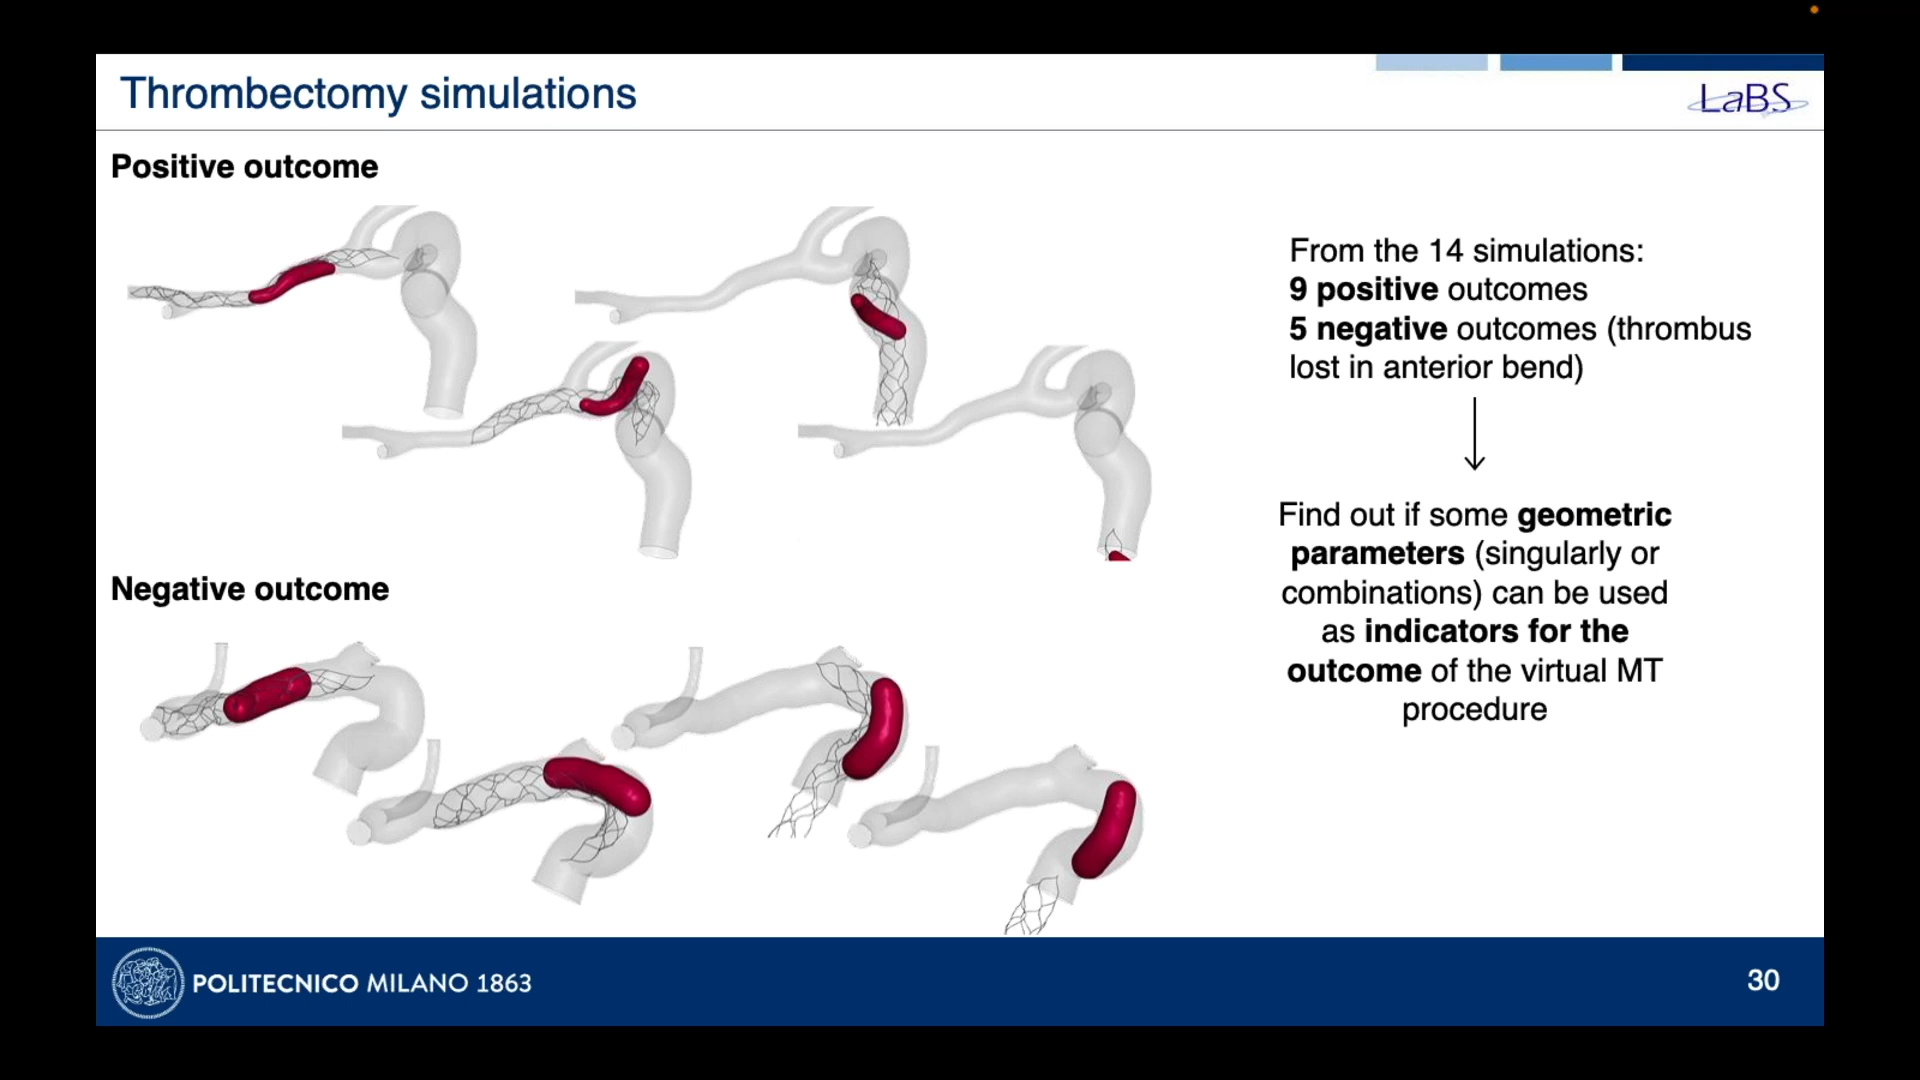 Thrombectomy simulations
LaBS
Positive outcome
From the 14 simulations:
9 positive outcomes
5 negative outcomes (thrombus
lost in anterior bend)
Find out if some geometric
parameters (singularly or
combinations) can be used
as indicators for the
outcome of the virtual MT
procedure
Negative outcome
POLITECNICO MILANO 1863
30